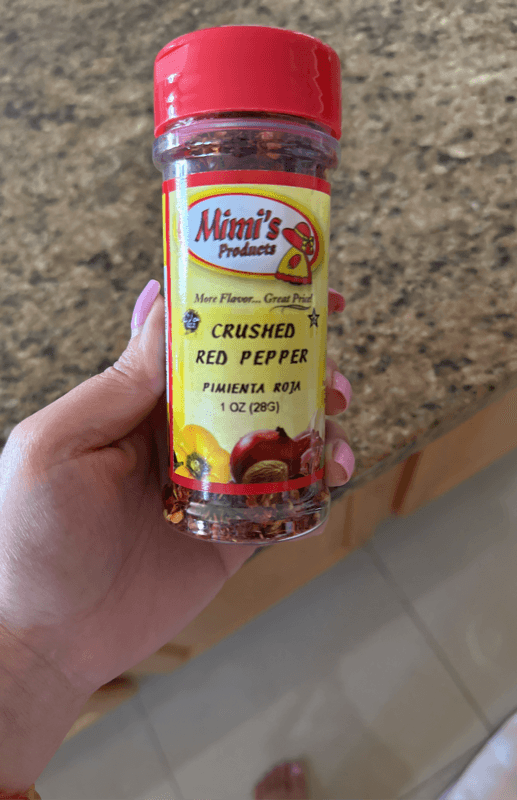 Mimi's
Products
More Flavor... Great Price!
CRUSHED
RED PEPPER
PIMIENTA ROJA
1 OZ (28G)